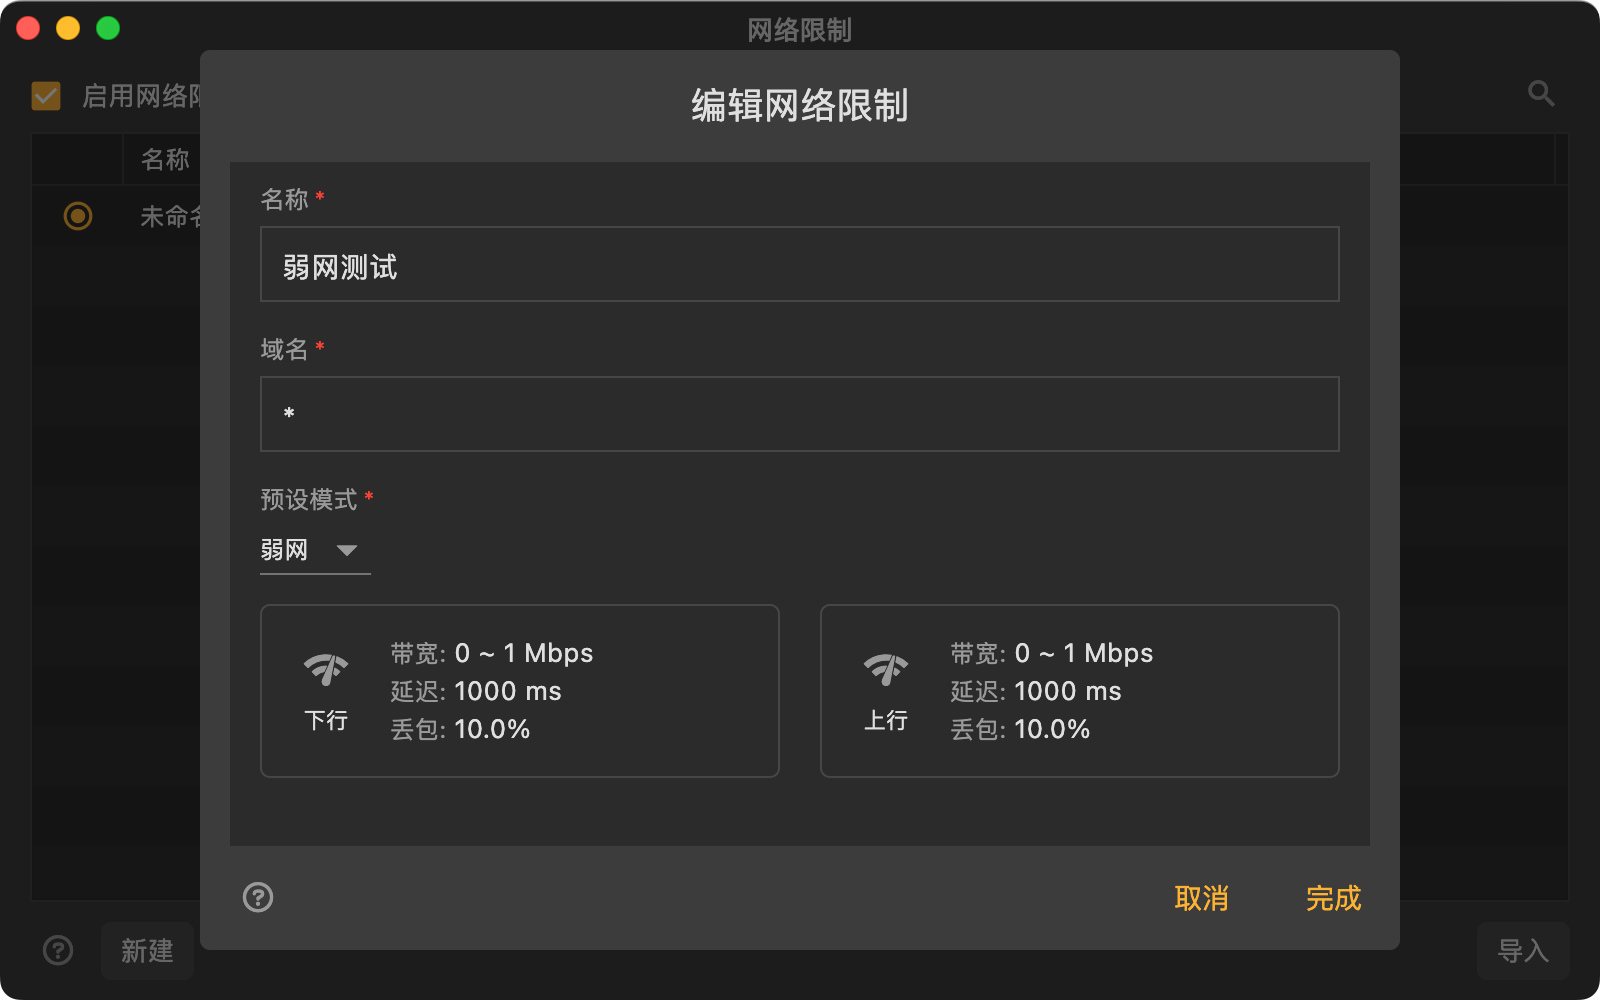 网络限制
启用网络限
名称
未命名
编辑网络限制
名称 *
弱网测试
域名 *
*
预设模式 *
弱网
下行
带宽: 0 ~ 1 Mbps
延迟: 1000 ms
丢包: 10.0%
上行
带宽: 0 ~ 1 Mbps
延迟: 1000 ms
丢包: 10.0%
取消
完成
新建
导入